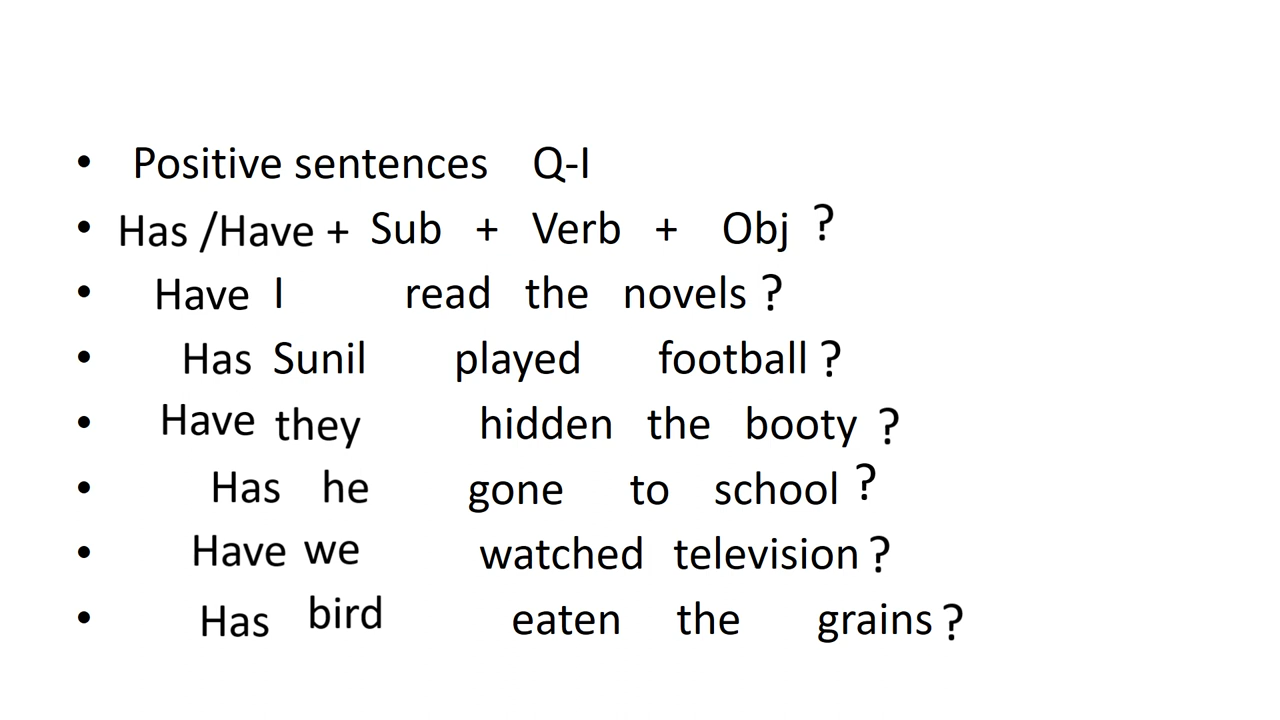 • Positive sentences Q-I
• Has /Have + Sub + Verb + Obj ?
• Have I read the novels ?
• Has Sunil played football ?
• Have they hidden the booty ?
• Has he gone to school ?
• Have we watched television ?
• Has bird eaten the grains ?